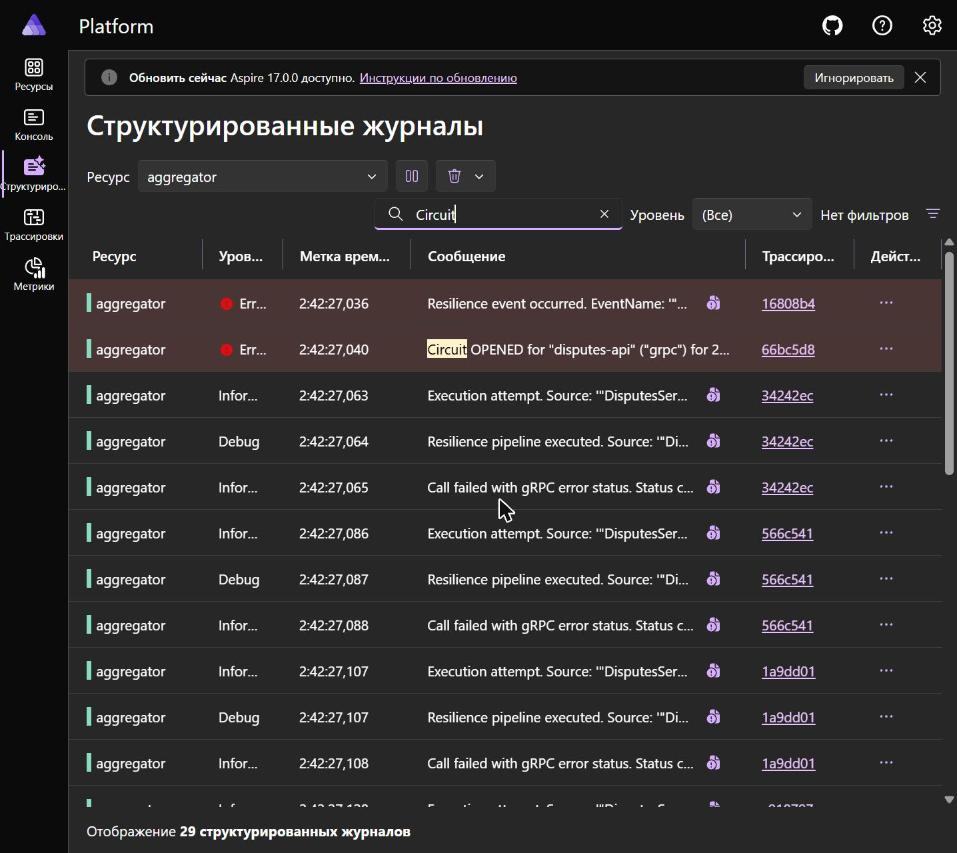 Platform
Обновить сейчас Aspire 17.0.0 доступно. Инструкции по обновлению
Игнорировать
Ресурсы
Консоль
Структуриро...
Трассировки
Метрики
Структурированные журналы
Ресурс aggregator
Circuit Уровень (Все) Нет фильтров
Ресурс Уров... Метка врем... Сообщение Трассиро... Дейст...
aggregator Err... 2:42:27,036 Resilience event occurred. EventName: '"... 16808b4 ...
aggregator Err... 2:42:27,040 Circuit OPENED for "disputes-api" ("grpc") for 2... 66bc5d8 ...
aggregator Infor... 2:42:27,063 Execution attempt. Source: '"DisputesSer... 34242ec ...
aggregator Debug 2:42:27,064 Resilience pipeline executed. Source: '"Di... 34242ec ...
aggregator Infor... 2:42:27,065 Call failed with gRPC error status. Status c... 34242ec ...
aggregator Infor... 2:42:27,086 Execution attempt. Source: '"DisputesSer... 566c541 ...
aggregator Debug 2:42:27,087 Resilience pipeline executed. Source: '"Di... 566c541 ...
aggregator Infor... 2:42:27,088 Call failed with gRPC error status. Status c... 566c541 ...
aggregator Infor... 2:42:27,107 Execution attempt. Source: '"DisputesSer... 1a9dd01 ...
aggregator Debug 2:42:27,107 Resilience pipeline executed. Source: '"Di... 1a9dd01 ...
aggregator Infor... 2:42:27,108 Call failed with gRPC error status. Status c... 1a9dd01 ...
Отображение 29 структурированных журналов